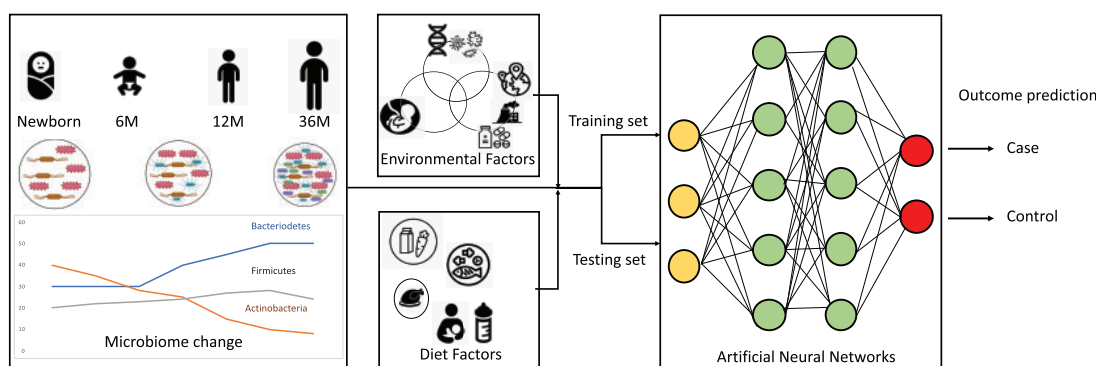 Newborn 6M 12M 36M
60
50
40
30
20
10
0
Bacteriodetes
Firmicutes
Actinobacteria
Microbiome change
Environmental Factors
Diet Factors
Training set
Testing set
Artificial Neural Networks
Outcome prediction
Case
Control